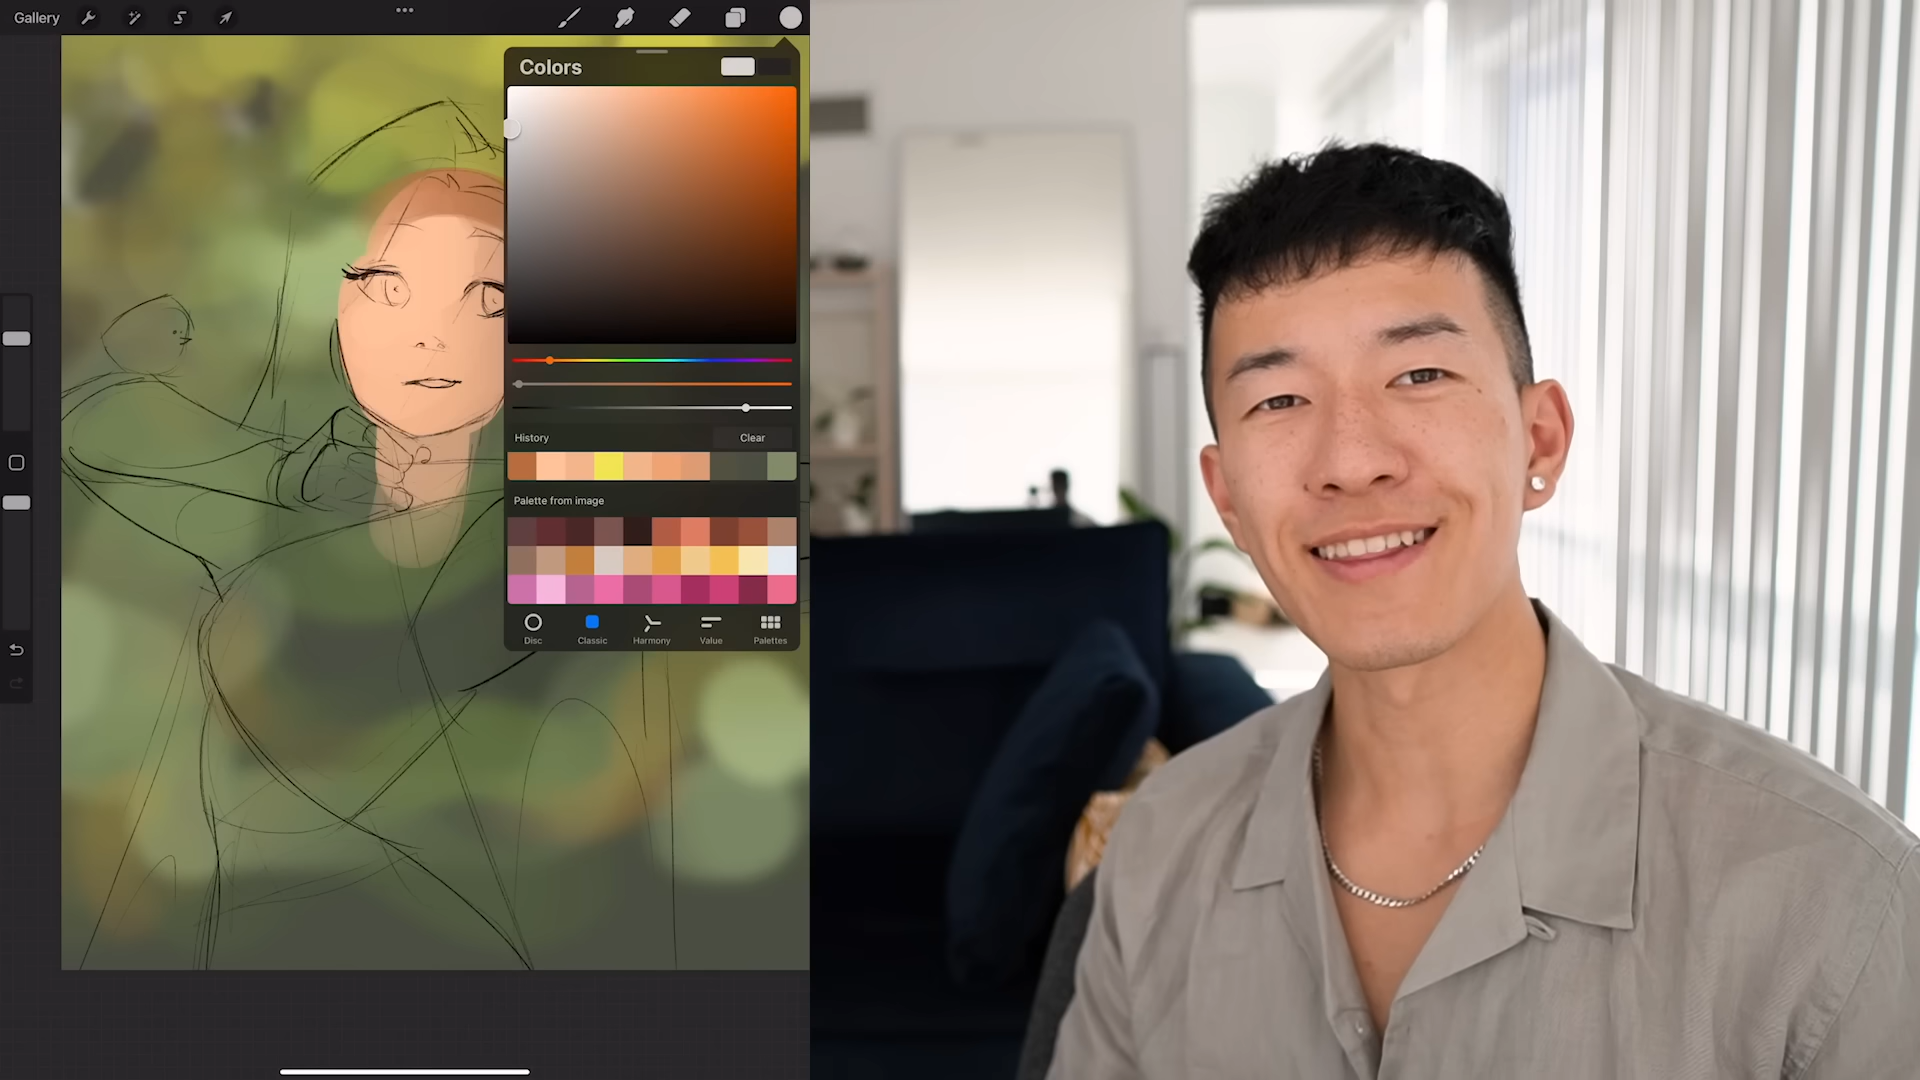 Gallery
Colors
History
Clear
Palette from image
Disc
Classic
Harmony
Value
Palettes